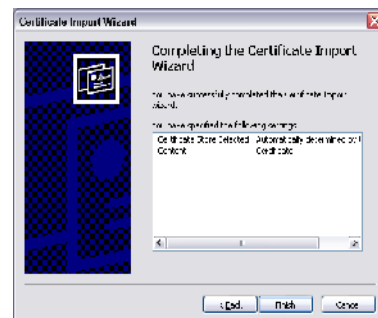 Certificate Import Wizard
Completing the Certificate Import
Wizard
You have successfully completed the Certificate Import
wizard.
You have specified the following settings:
Certificate Store Selected Automatically determined by t
Content Certificate
< Back Finish Cancel